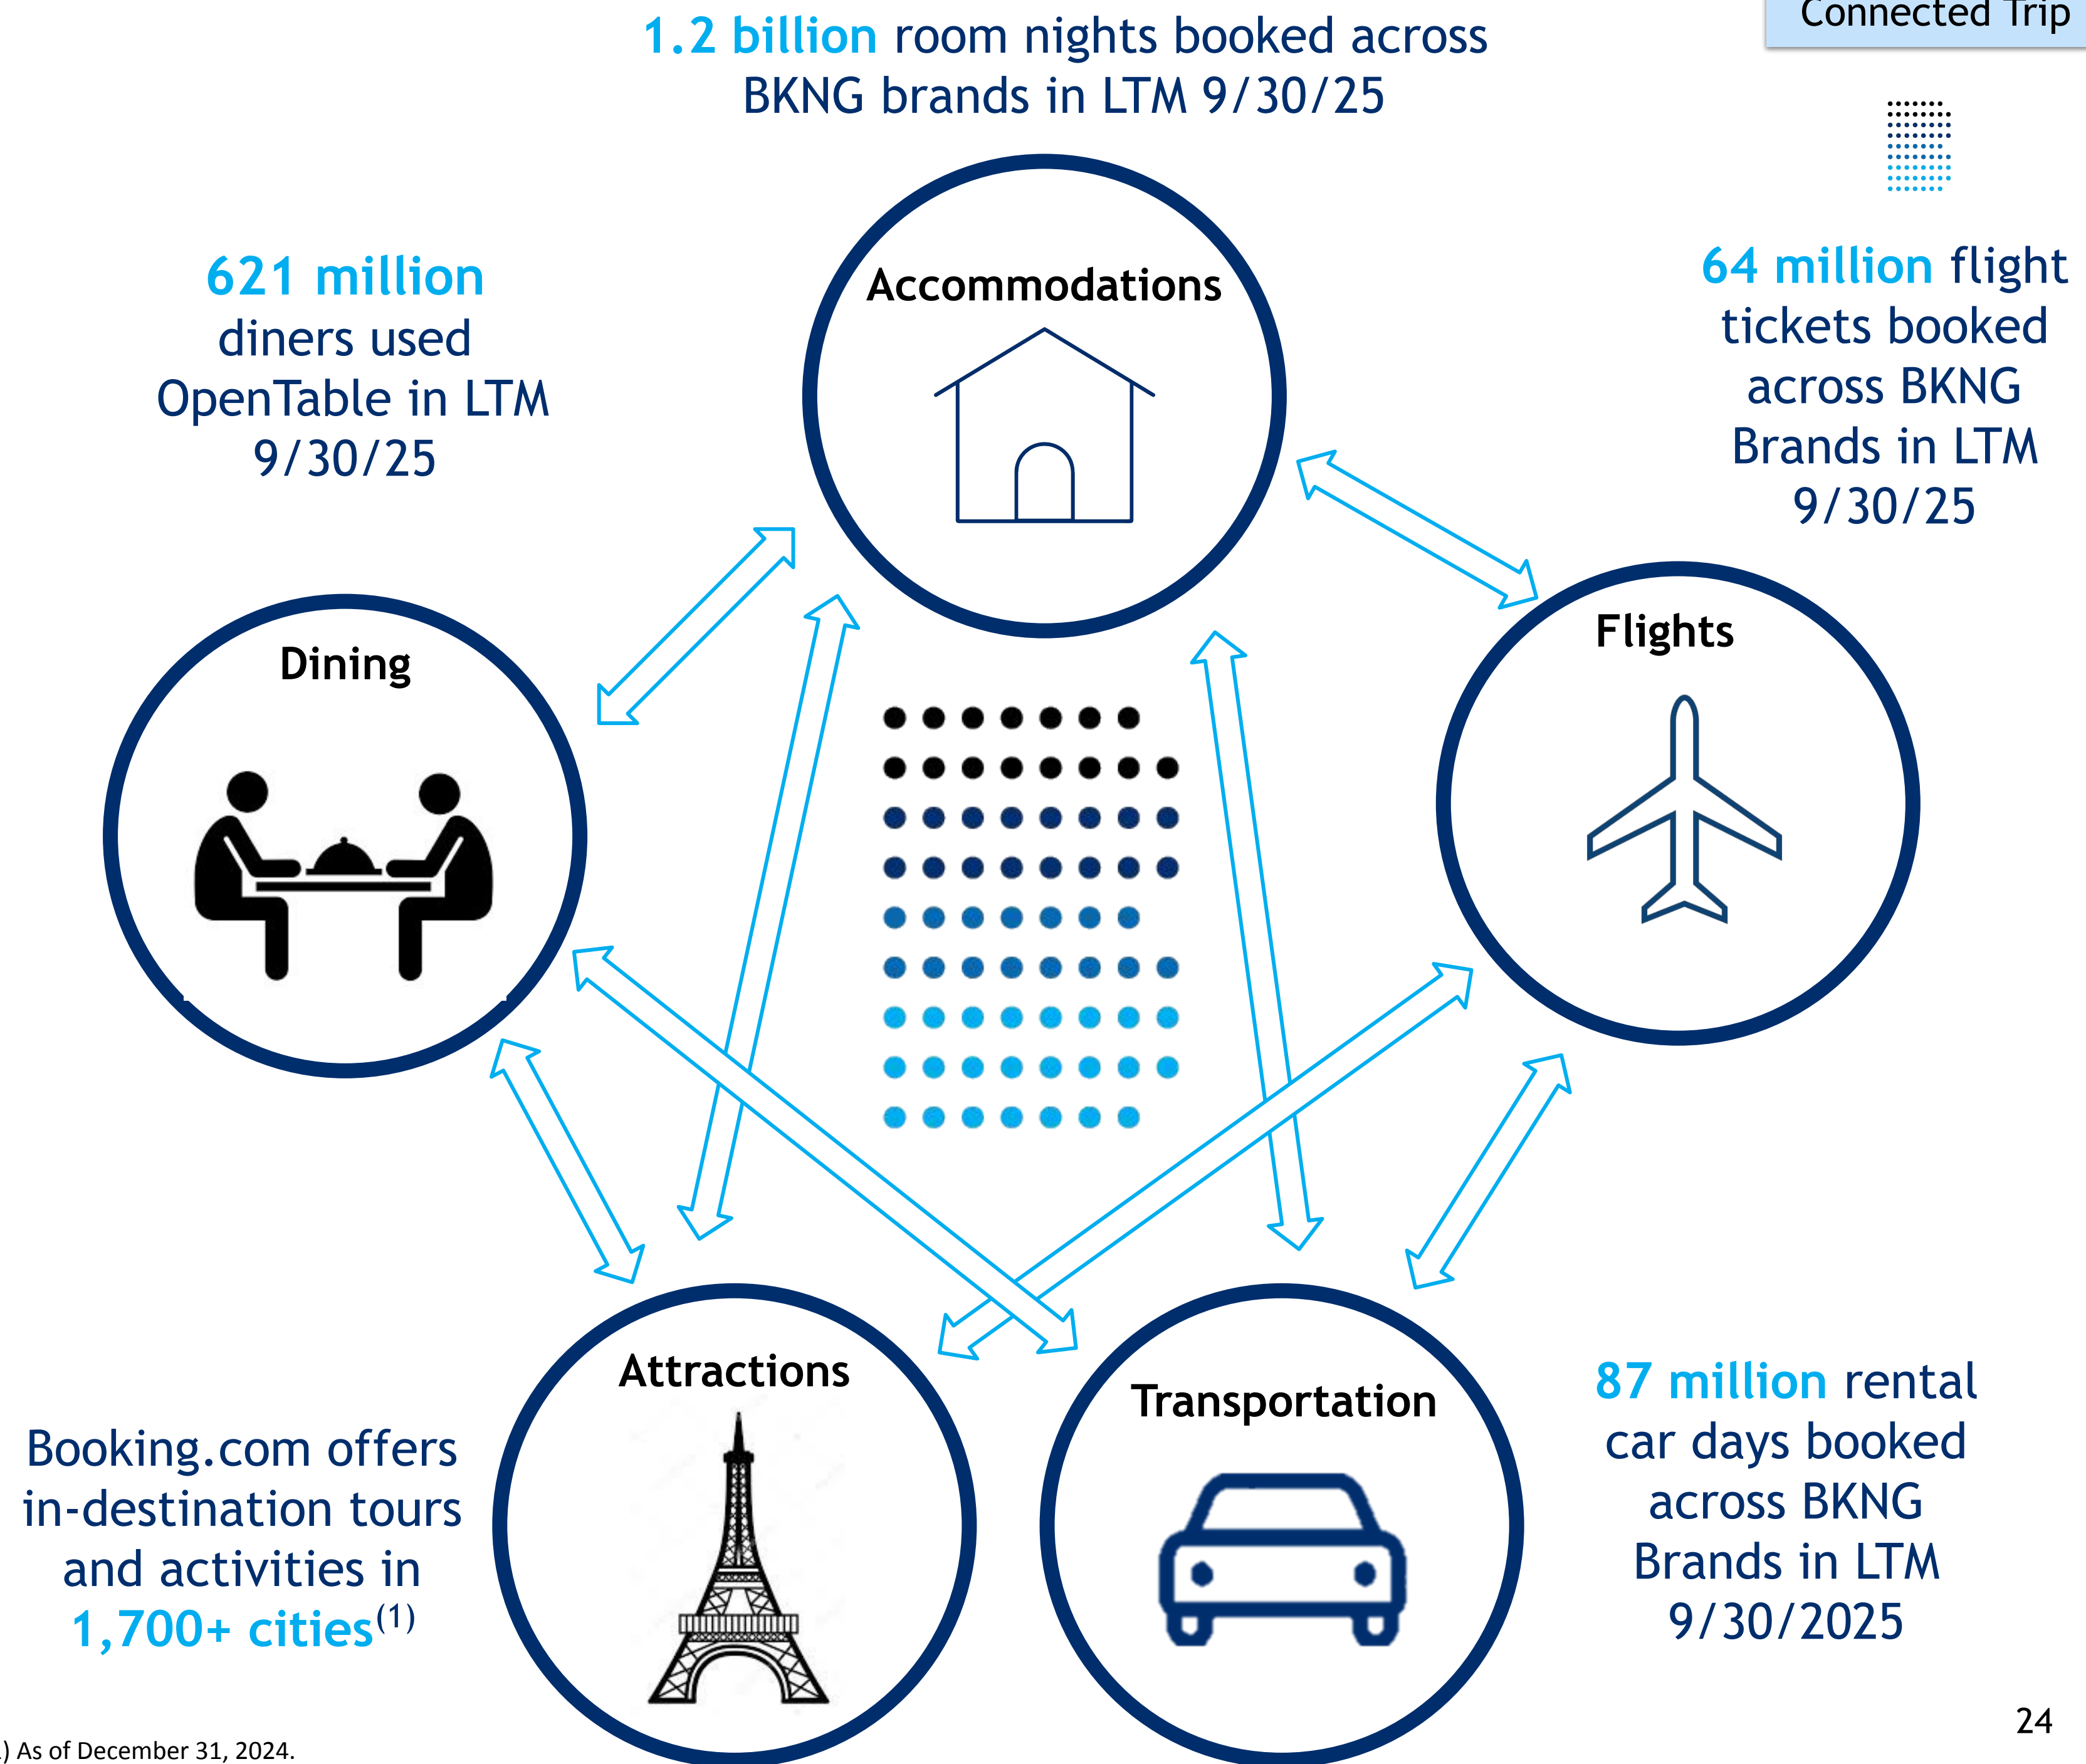 Connected Trip
1.2 billion room nights booked across
BKNG brands in LTM 9/30/25
621 million
diners used
OpenTable in LTM
9/30/25
Accommodations
64 million flight
tickets booked
across BKNG
Brands in LTM
9/30/25
Dining
Flights
Attractions
Transportation
Booking.com offers
in-destination tours
and activities in
1,700+ cities(1)
87 million rental
car days booked
across BKNG
Brands in LTM
9/30/2025
24
) As of December 31, 2024.